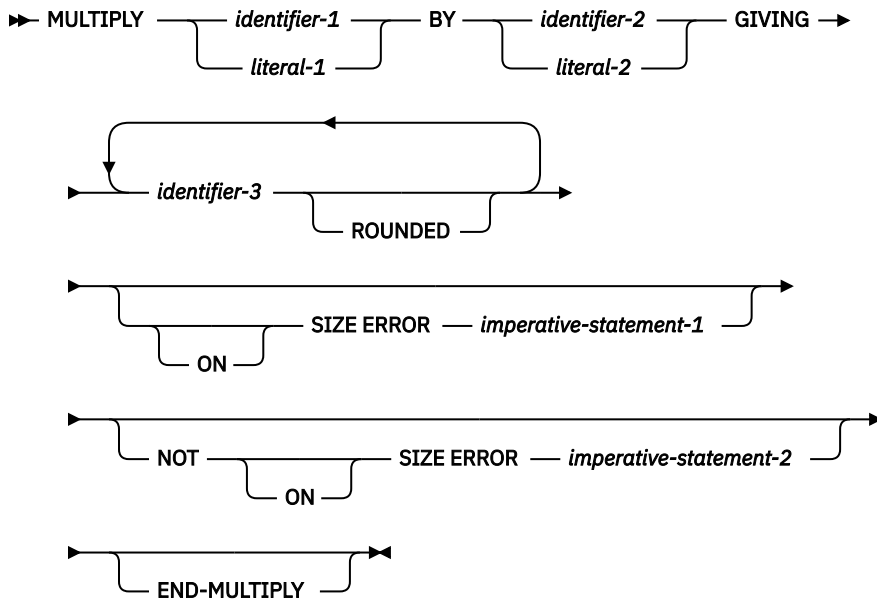 MULTIPLY identifier-1 BY identifier-2 GIVING
literal-1 literal-2
identifier-3
ROUNDED
SIZE ERROR imperative-statement-1
ON
NOT SIZE ERROR imperative-statement-2
ON
END-MULTIPLY